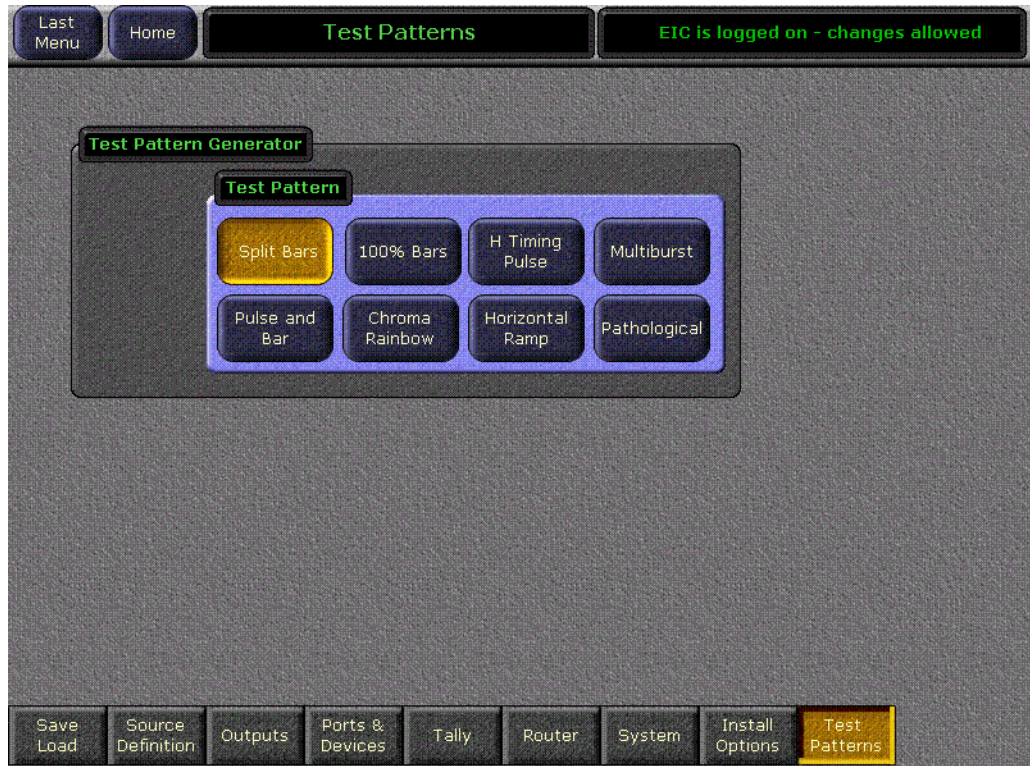 Last
Menu
Home
Test Patterns
EIC is logged on - changes allowed
Test Pattern Generator
Test Pattern
Split Bars
100% Bars
H Timing
Pulse
Multiburst
Pulse and
Bar
Chroma
Rainbow
Horizontal
Ramp
Pathological
Save
Load
Source
Definition
Outputs
Ports &
Devices
Tally
Router
System
Install
Options
Test
Patterns